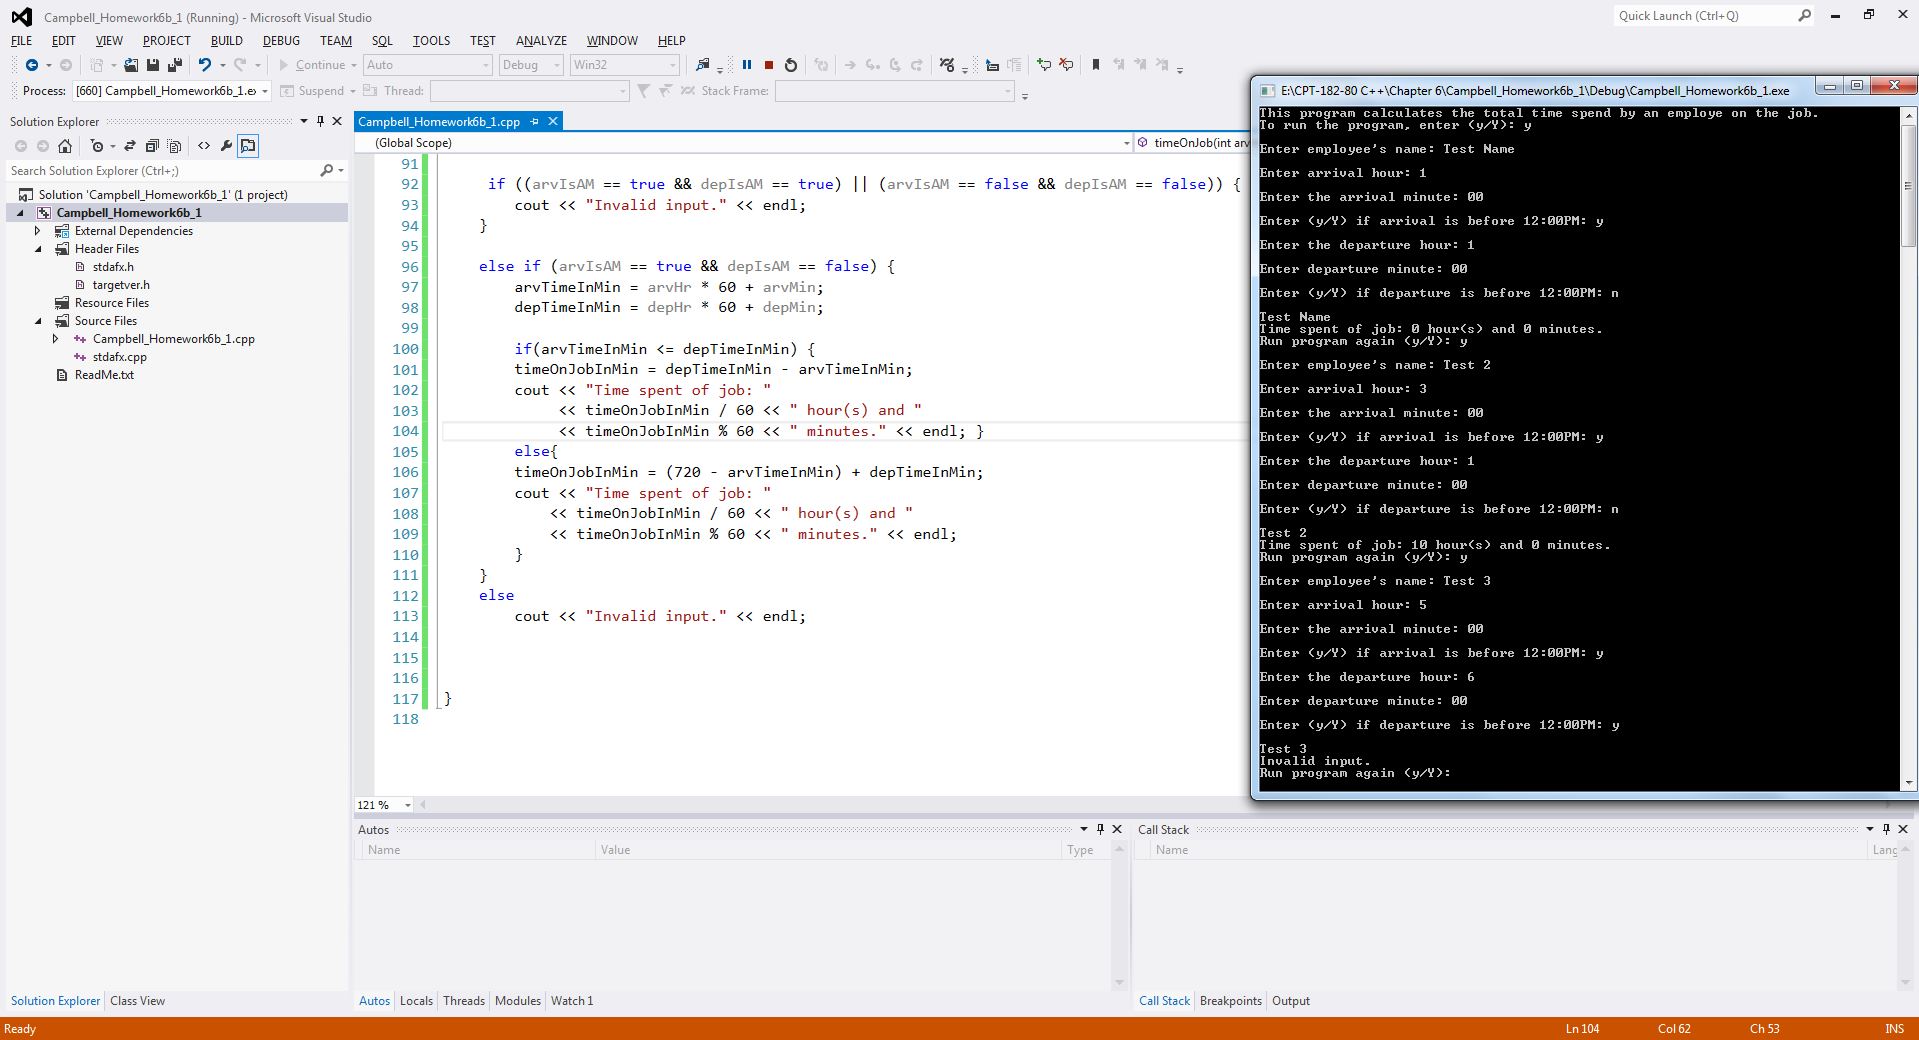 Campbell_Homework6b_1 (Running) - Microsoft Visual Studio
Quick Launch (Ctrl+Q)
FILE EDIT VIEW PROJECT BUILD DEBUG TEAM SQL TOOLS TEST ANALYZE WINDOW HELP
Continue Auto Debug Win32
Process: [660] Campbell_Homework6b_1.ex Suspend Thread: Stack Frame:
Solution Explorer
Search Solution Explorer (Ctrl+;)
Solution 'Campbell_Homework6b_1' (1 project)
Campbell_Homework6b_1
External Dependencies
Header Files
stdafx.h
targetver.h
Resource Files
Source Files
Campbell_Homework6b_1.cpp
stdafx.cpp
ReadMe.txt
Solution Explorer Class View
Campbell_Homework6b_1.cpp
(Global Scope) timeOnJob(int arv
91
92 if ((arvIsAM == true && depIsAM == true) || (arvIsAM == false && depIsAM == false)) {
93 cout << "Invalid input." << endl;
94 }
95
96 else if (arvIsAM == true && depIsAM == false) {
97 arvTimeInMin = arvHr * 60 + arvMin;
98 depTimeInMin = depHr * 60 + depMin;
99
100 if(arvTimeInMin <= depTimeInMin) {
101 timeOnJobInMin = depTimeInMin - arvTimeInMin;
102 cout << "Time spent of job: "
103 << timeOnJobInMin / 60 << " hour(s) and "
104 << timeOnJobInMin % 60 << " minutes." << endl; }
105 else{
106 timeOnJobInMin = (720 - arvTimeInMin) + depTimeInMin;
107 cout << "Time spent of job: "
108 << timeOnJobInMin / 60 << " hour(s) and "
109 << timeOnJobInMin % 60 << " minutes." << endl;
110 }
111 }
112 else
113 cout << "Invalid input." << endl;
114
115
116
117 }
118
121 %
E:\CPT-182-80 C++\Chapter 6\Campbell_Homework6b_1\Debug\Campbell_Homework6b_1.exe
This program calculates the total time spend by an employe on the job.
To run the program, enter (y/Y): y
Enter employee's name: Test Name
Enter arrival hour: 1
Enter the arrival minute: 00
Enter (y/Y) if arrival is before 12:00PM: y
Enter the departure hour: 1
Enter departure minute: 00
Enter (y/Y) if departure is before 12:00PM: n
Test Name
Time spent of job: 0 hour(s) and 0 minutes.
Run program again (y/Y): y
Enter employee's name: Test 2
Enter arrival hour: 3
Enter the arrival minute: 00
Enter (y/Y) if arrival is before 12:00PM: y
Enter the departure hour: 1
Enter departure minute: 00
Enter (y/Y) if departure is before 12:00PM: n
Test 2
Time spent of job: 10 hour(s) and 0 minutes.
Run program again (y/Y): y
Enter employee's name: Test 3
Enter arrival hour: 5
Enter the arrival minute: 00
Enter (y/Y) if arrival is before 12:00PM: y
Enter the departure hour: 6
Enter departure minute: 00
Enter (y/Y) if departure is before 12:00PM: y
Test 3
Invalid input.
Run program again (y/Y):
Autos
Name Value Type
Autos Locals Threads Modules Watch 1
Call Stack
Name Lang
Call Stack Breakpoints Output
Ready Ln 104 Col 62 Ch 53 INS